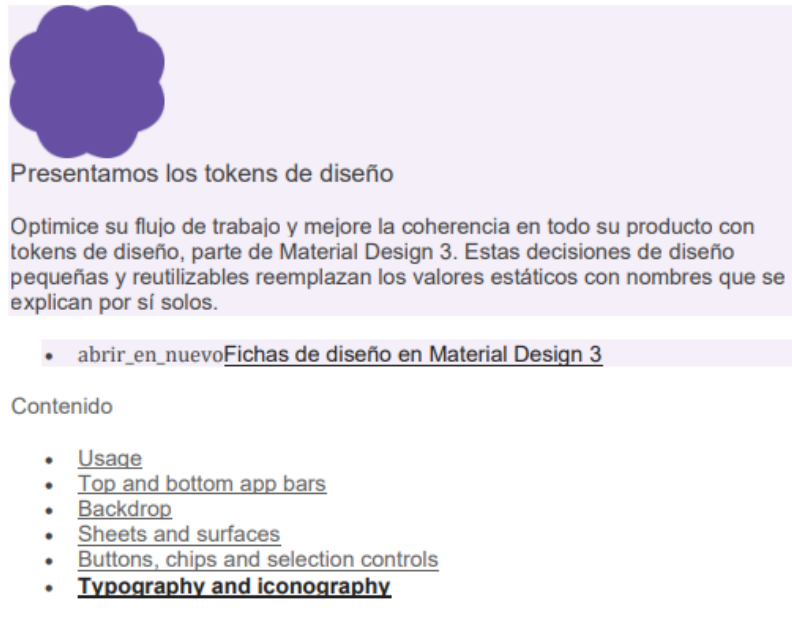 Presentamos los tokens de diseño
Optimice su flujo de trabajo y mejore la coherencia en todo su producto con
tokens de diseño, parte de Material Design 3. Estas decisiones de diseño
pequeñas y reutilizables reemplazan los valores estáticos con nombres que se
explican por sí solos.
• abrir_en_nuevoFichas de diseño en Material Design 3
Contenido
• Usage
• Top and bottom app bars
• Backdrop
• Sheets and surfaces
• Buttons, chips and selection controls
• Typography and iconography